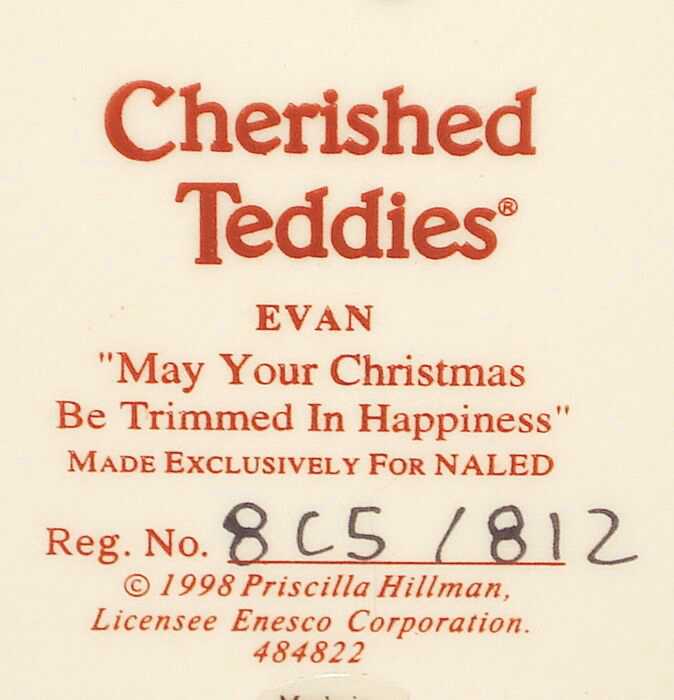 Cherished
Teddies®
EVAN
"May Your Christmas
Be Trimmed In Happiness"
MADE EXCLUSIVELY FOR NALED
Reg. No. 8C5/812
© 1998 Priscilla Hillman,
Licensee Enesco Corporation.
484822